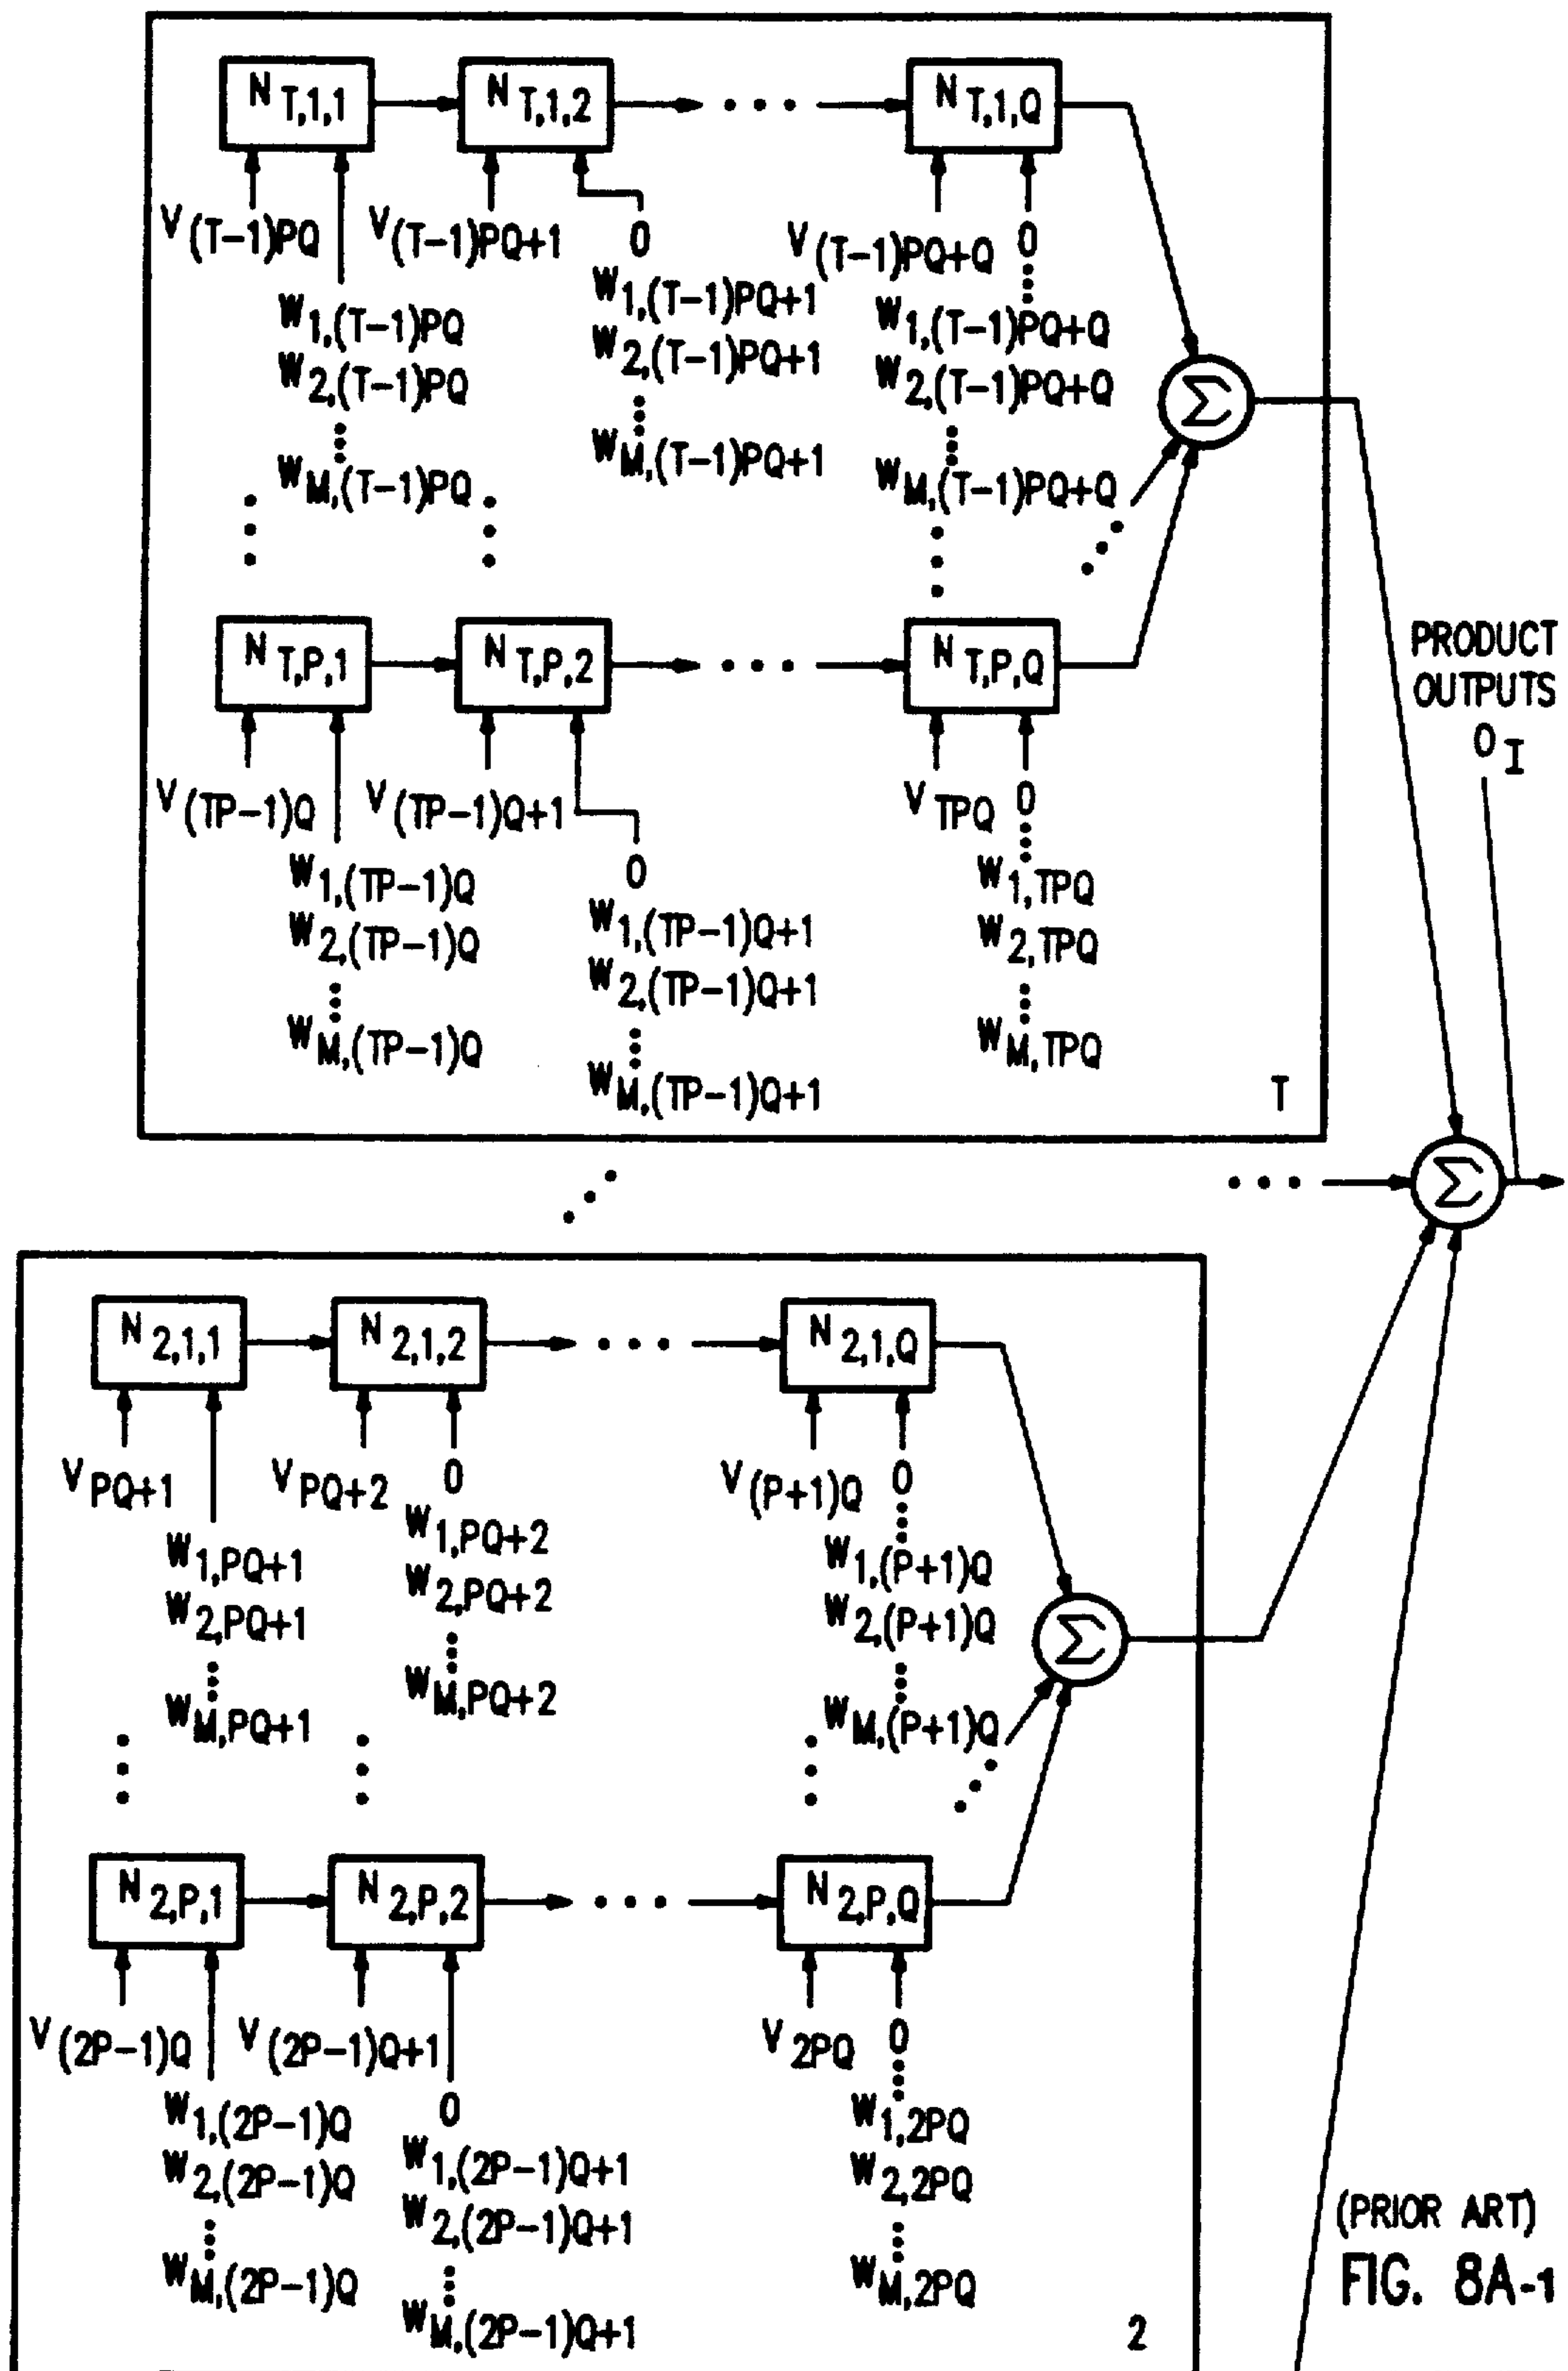 N T,1,1 N T,1,2 N T,1,Q
V (T-1)PQ V (T-1)PQ+1 0 V (T-1)PQ+Q 0
W 1,(T-1)PQ W 1,(T-1)PQ+1 W 1,(T-1)PQ+Q
W 2,(T-1)PQ W 2,(T-1)PQ+1 W 2,(T-1)PQ+Q
Σ
W M,(T-1)PQ W M,(T-1)PQ+1 W M,(T-1)PQ+Q
N T,P,1 N T,P,2 N T,P,Q
PRODUCT
OUTPUTS
O I
V (TP-1)Q V (TP-1)Q+1 V TPQ 0
W 1,(TP-1)Q 0 W 1,TPQ
W 2,(TP-1)Q W 1,(TP-1)Q+1 W 2,TPQ
W 2,(TP-1)Q+1
W M,(TP-1)Q W M,(TP-1)Q+1 W M,TPQ
T
Σ
N 2,1,1 N 2,1,2 N 2,1,Q
V PQ+1 V PQ+2 0 V (P+1)Q 0
W 1,PQ+1 W 1,PQ+2 W 1,(P+1)Q
W 2,PQ+1 W 2,PQ+2 W 2,(P+1)Q
Σ
W M,PQ+1 W M,PQ+2 W M,(P+1)Q
N 2,P,1 N 2,P,2 N 2,P,Q
V (2P-1)Q V (2P-1)Q+1 V 2PQ 0
W 1,(2P-1)Q 0 W 1,2PQ
W 2,(2P-1)Q W 1,(2P-1)Q+1 W 2,2PQ
W 2,(2P-1)Q+1
W M,(2P-1)Q W M,(2P-1)Q+1 W M,2PQ
2
(PRIOR ART)
FIG. 8A-1